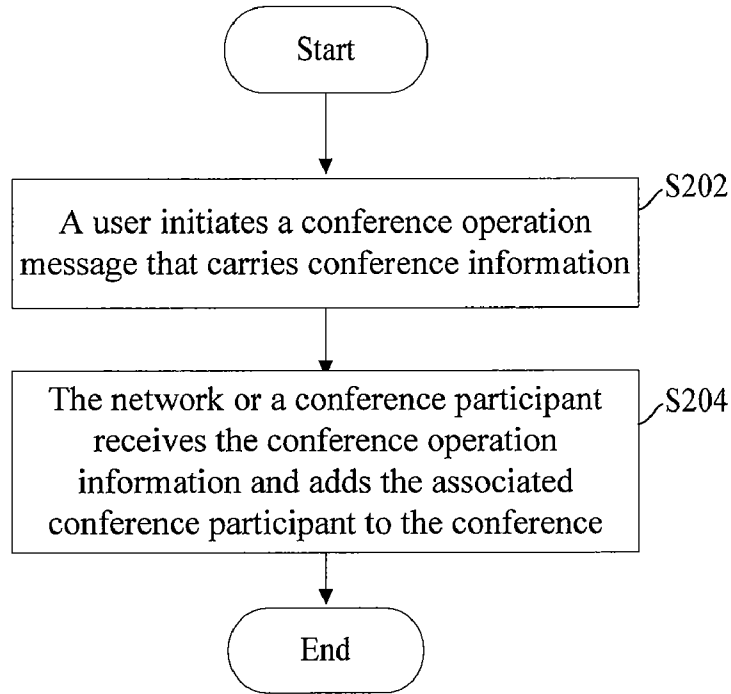 Start
S202
A user initiates a conference operation
message that carries conference information
S204
The network or a conference participant
receives the conference operation
information and adds the associated
conference participant to the conference
End